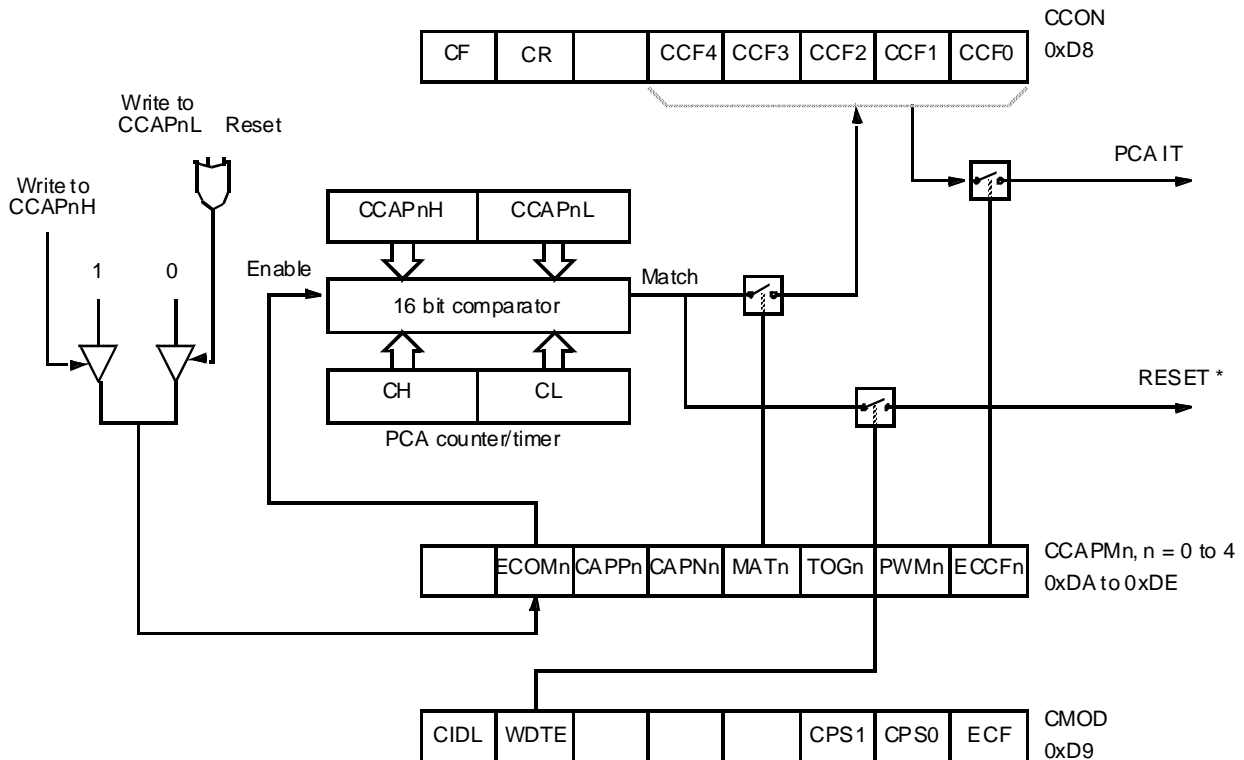 CCON
CF CR CCF4 CCF3 CCF2 CCF1 CCF0
0xD8
Write to
CCAPnL Reset
PCA IT
Write to
CCAPnH
CCAPnH CCAPnL
1 0
Enable
Match
16 bit comparator
RESET *
CH CL
PCA counter/timer
ECOMn CAPPn CAPNn MATn TOGn PWMn ECCFn
CCAPMn, n = 0 to 4
0xDA to 0xDE
CIDL WDTE CPS1 CPS0 ECF
CMOD
0xD9